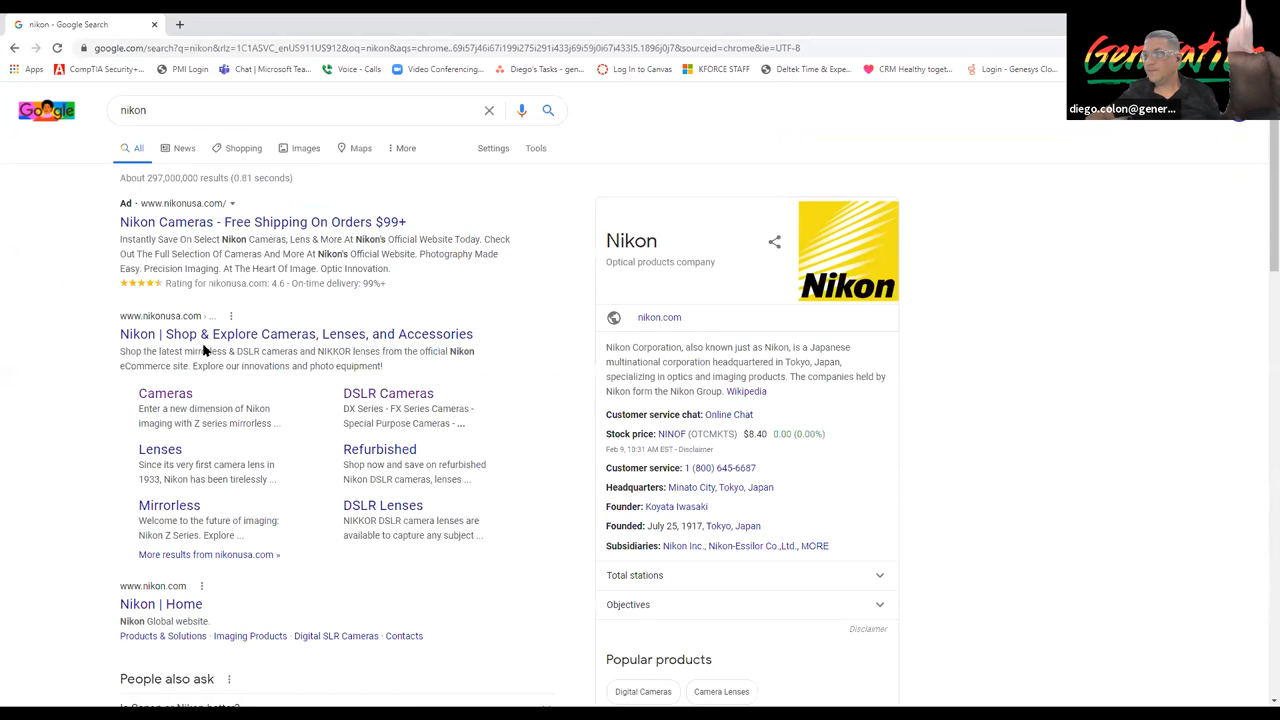 nikon - Google Search
google.com/search?q=nikon&rlz=1C1ASVC_enUS911US912&oq=nikon&aqs=chrome..69i57j46i67i199i275i291i433j69i59j0i67i433l5.1896j0j7&sourceid=chrome&ie=UTF-8
Apps CompTIA Security+... PMI Login Chat | Microsoft Tea... Voice - Calls Video Conferencing... Diego's Tasks - gen... Log In to Canvas KFORCE STAFF Deltek Time & Expe... CRM Healthy toget... Login - Genesys Clo...
diego.colon@gener...
Google
nikon
All News Shopping Images Maps More Settings Tools
About 297,000,000 results (0.81 seconds)
Ad · www.nikonusa.com/
Nikon Cameras - Free Shipping On Orders $99+
Instantly Save On Select Nikon Cameras, Lens & More At Nikon's Official Website Today. Check
Out The Full Selection Of Cameras And More At Nikon's Official Website. Photography Made
Easy. Precision Imaging. At The Heart Of Image. Optic Innovation.
Rating for nikonusa.com: 4.6 - On-time delivery: 99%+
www.nikonusa.com › ...
Nikon | Shop & Explore Cameras, Lenses, and Accessories
Shop the latest mirrorless & DSLR cameras and NIKKOR lenses from the official Nikon
eCommerce site. Explore our innovations and photo equipment!
Cameras
Enter a new dimension of Nikon
imaging with Z series mirrorless ...
DSLR Cameras
DX Series - FX Series Cameras -
Special Purpose Cameras - ...
Lenses
Since its very first camera lens in
1933, Nikon has been tirelessly ...
Refurbished
Shop now and save on refurbished
Nikon DSLR cameras, lenses ...
Mirrorless
Welcome to the future of imaging:
Nikon Z Series. Explore ...
DSLR Lenses
NIKKOR DSLR camera lenses are
available to capture any subject ...
More results from nikonusa.com »
www.nikon.com
Nikon | Home
Nikon Global website.
Products & Solutions · Imaging Products · Digital SLR Cameras · Contacts
People also ask
Nikon
Optical products company
Nikon
nikon.com
Nikon Corporation, also known just as Nikon, is a Japanese
multinational corporation headquartered in Tokyo, Japan,
specializing in optics and imaging products. The companies held by
Nikon form the Nikon Group. Wikipedia
Customer service chat: Online Chat
Stock price: NINOF (OTCMKTS) $8.40 0.00 (0.00%)
Feb 9, 10:31 AM EST - Disclaimer
Customer service: 1 (800) 645-6687
Headquarters: Minato City, Tokyo, Japan
Founder: Koyata Iwasaki
Founded: July 25, 1917, Tokyo, Japan
Subsidiaries: Nikon Inc., Nikon-Essilor Co.,Ltd., MORE
Total stations
Objectives
Disclaimer
Popular products
Digital Cameras Camera Lenses